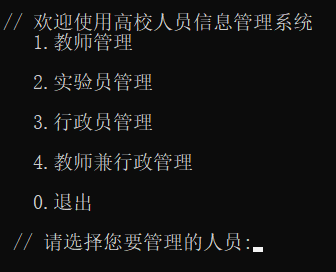 // 欢迎使用高校人员信息管理系统
1.教师管理
2.实验员管理
3.行政员管理
4.教师兼行政管理
0.退出
// 请选择您要管理的人员: